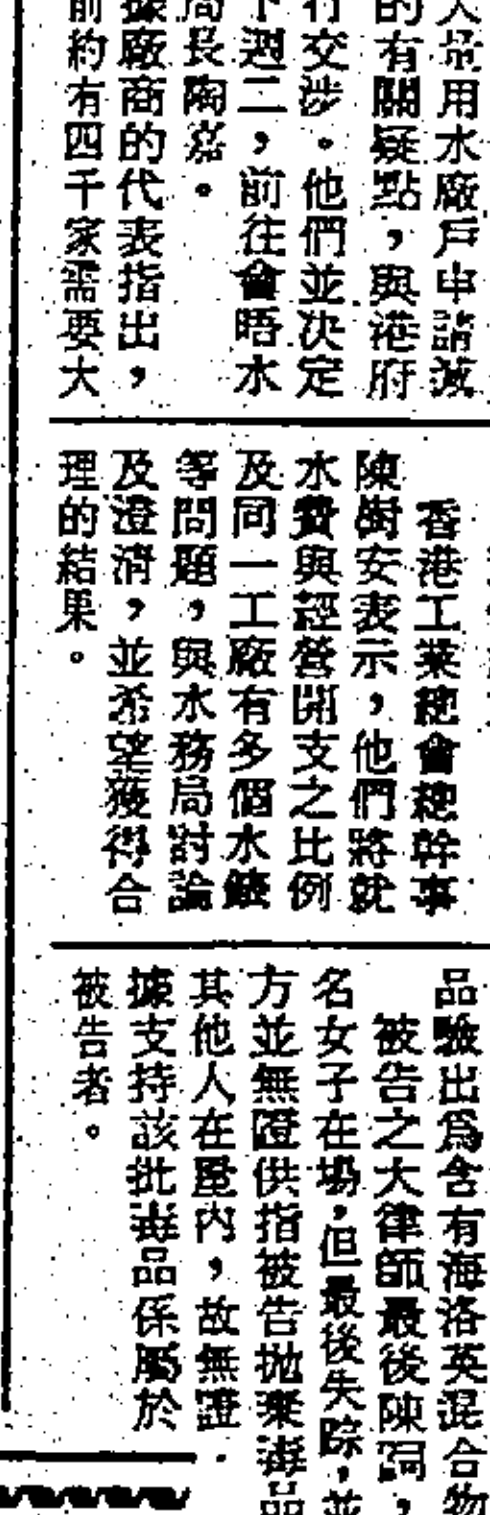 大量用水廠戶申請減
的有關疑點，與港府
行交涉。他們並決定
下週二，前往會晤水
局長陶嘉。
據廠商的代表指出，
前約有四千家需要大
香港工業總會總幹事
陳樹安表示，他們將就
水費與經營開支之比例
及同一工廠有多個水錶
等問題，與水務局討論
及澄清，並希望獲得合
理的結果。
品驗出爲含有海洛英混合物
被告之大律師最後陳詞，
名女子在場，但最後失踪，並
方並無證供指被告拋棄毒品
其他人在屋內，故無證
據支持該批毒品係屬於
被告者。